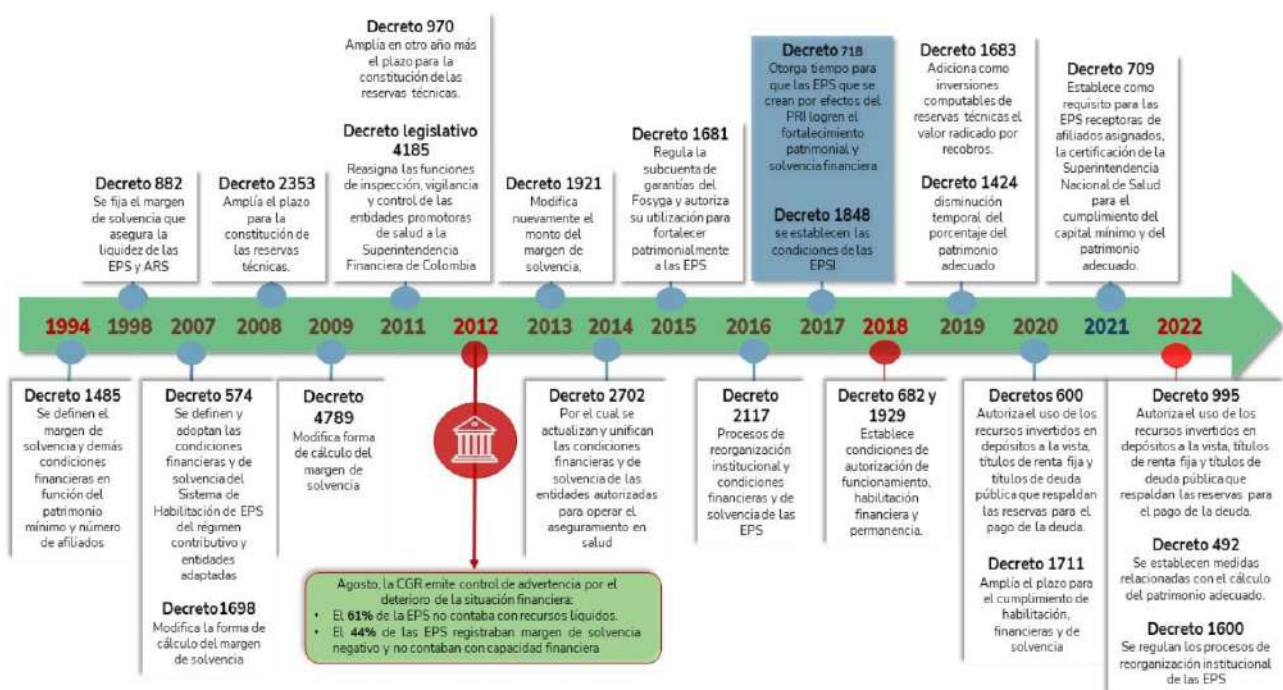 Decreto 970
Amplía en otro año más
el plazo para la
constitución de las
reservas técnicas.
Decreto legislativo
4185
Reasigna las funciones
de inspección, vigilancia
y control de las
entidades promotoras
de salud a la
Superintendencia
Financiera de Colombia
Decreto 882
Se fija el margen
de solvencia que
asegura la
liquidez de las
EPS y ARS
Decreto 2353
Amplía el plazo
para la
constitución de
las reservas
técnicas.
Decreto 1921
Modifica
nuevamente el
monto del
margen de
solvencia,
Decreto 1681
Regula la
subcuenta de
garantías del
Fosyga y autoriza
su utilización para
fortalecer
patrimonialmente
a las EPS
Decreto 718
Otorga tiempo para
que las EPS que se
crean por efectos del
PRI logren el
fortalecimiento
patrimonial y
solvencia financiera
Decreto 1848
se establecen las
condiciones de las
EPSI
Decreto 1683
Adiciona como
inversiones
computables de
reservas técnicas el
valor radicado por
recobros.
Decreto 1424
disminución
temporal del
porcentaje del
patrimonio
adecuado
Decreto 709
Establece como
requisito para las
EPS receptoras de
afiliados asignados,
la certificación de la
Superintendencia
Nacional de Salud
para el
cumplimiento del
capital mínimo y del
patrimonio
adecuado.
1994 1998 2007 2008 2009 2011 2012 2013 2014 2015 2016 2017 2018 2019 2020 2021 2022
Decreto 1485
Se definen el
margen de
solvencia y demás
condiciones
financieras en
función del
patrimonio
mínimo y número
de afiliados
Decreto 574
Se definen y
adoptan las
condiciones
financieras y de
solvencia del
Sistema de
Habilitación de EPS
del régimen
contributivo y
entidades
adaptadas
Decreto1698
Modifica la forma de
cálculo del margen
de solvencia
Decreto
4789
Modifica forma
de cálculo del
margen de
solvencia
Agosto, la CGR emite control de advertencia por el
deterioro de la situación financiera:
• El 61% de la EPS no contaba con recursos líquidos.
• El 44% de las EPS registraban margen de solvencia
negativo y no contaban con capacidad financiera
Decreto 2702
Por el cual se
actualizan y unifican
las condiciones
financieras y de
solvencia de las
entidades autorizadas
para operar el
aseguramiento en
salud
Decreto
2117
Procesos de
reorganización
institucional y
condiciones
financieras y de
solvencia de las
EPS
Decreto 682 y
1929
Establece
condiciones de
autorización de
funcionamiento,
habilitación
financiera y
permanencia.
Decretos 600
Autoriza el uso de los
recursos invertidos en
depósitos a la vista,
títulos de renta fija y
títulos de deuda
pública que respaldan
las reservas para el
pago de la deuda.
Decreto 1711
Amplía el plazo para
el cumplimiento de
habilitación,
financieras y de
solvencia
Decreto 995
Autoriza el uso de los
recursos invertidos en
depósitos a la vista, títulos
de renta fija y títulos de
deuda pública que
respaldan las reservas para
el pago de la deuda.
Decreto 492
Se establecen medidas
relacionadas con el cálculo
del patrimonio adecuado.
Decreto 1600
Se regulan los procesos de
reorganización institucional
de las EPS